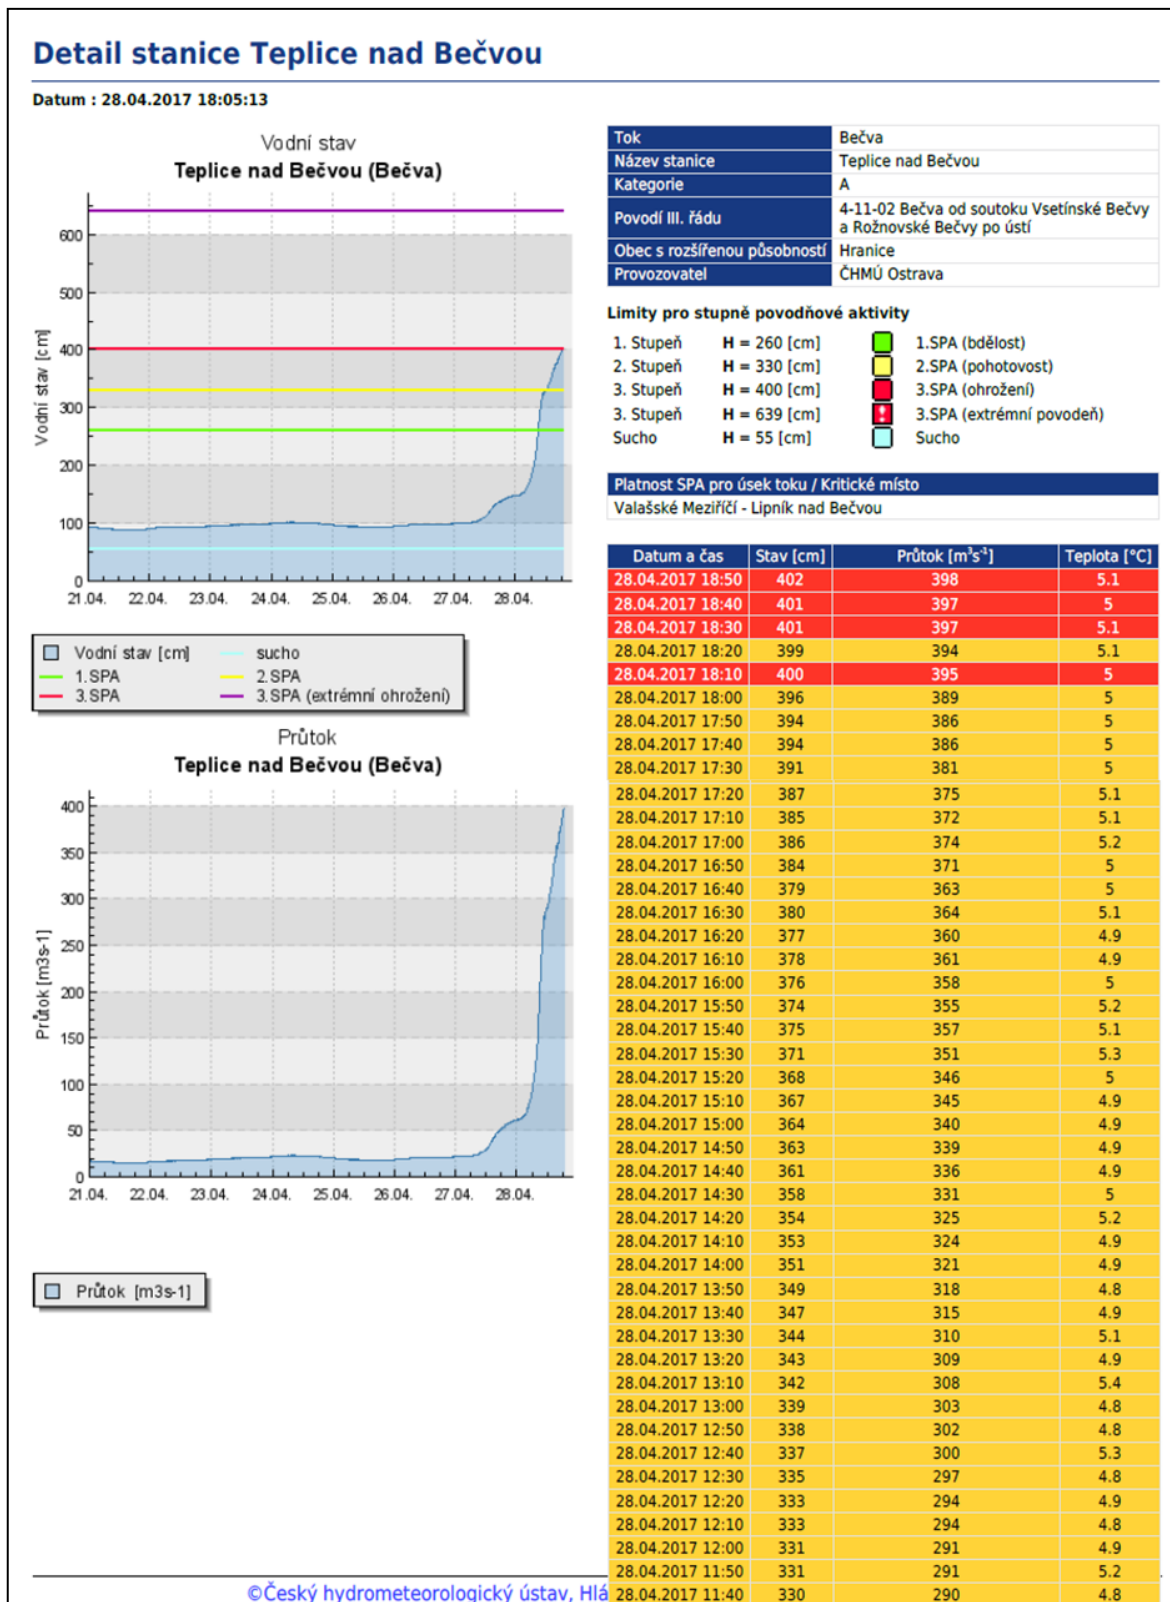 Detail stanice Teplice nad Bečvou
Datum : 28.04.2017 18:05:13
Vodní stav
Teplice nad Bečvou (Bečva)
Vodní stav [cm]
600
500
400
300
200
100
0
21.04. 22.04. 23.04. 24.04. 25.04. 26.04. 27.04. 28.04.
Vodní stav [cm] sucho
1.SPA 2.SPA
3.SPA 3.SPA (extrémní ohrožení)
Průtok
Teplice nad Bečvou (Bečva)
Průtok [m3s-1]
400
350
300
250
200
150
100
50
0
21.04. 22.04. 23.04. 24.04. 25.04. 26.04. 27.04. 28.04.
Průtok [m3s-1]
Tok Bečva
Název stanice Teplice nad Bečvou
Kategorie A
Povodí III. řádu 4-11-02 Bečva od soutoku Vsetínské Bečvy
a Rožnovské Bečvy po ústí
Obec s rozšířenou působností Hranice
Provozovatel ČHMÚ Ostrava
Limity pro stupně povodňové aktivity
1. Stupeň H = 260 [cm] 1.SPA (bdělost)
2. Stupeň H = 330 [cm] 2.SPA (pohotovost)
3. Stupeň H = 400 [cm] 3.SPA (ohrožení)
3. Stupeň H = 639 [cm] 3.SPA (extrémní povodeň)
Sucho H = 55 [cm] Sucho
Platnost SPA pro úsek toku / Kritické místo
Valašské Meziříčí - Lipník nad Bečvou
Datum a čas Stav [cm] Průtok [m³s⁻¹] Teplota [°C]
28.04.2017 18:50 402 398 5.1
28.04.2017 18:40 401 397 5
28.04.2017 18:30 401 397 5.1
28.04.2017 18:20 399 394 5.1
28.04.2017 18:10 400 395 5
28.04.2017 18:00 396 389 5
28.04.2017 17:50 394 386 5
28.04.2017 17:40 394 386 5
28.04.2017 17:30 391 381 5
28.04.2017 17:20 387 375 5.1
28.04.2017 17:10 385 372 5.1
28.04.2017 17:00 386 374 5.2
28.04.2017 16:50 384 371 5
28.04.2017 16:40 379 363 5
28.04.2017 16:30 380 364 5.1
28.04.2017 16:20 377 360 4.9
28.04.2017 16:10 378 361 4.9
28.04.2017 16:00 376 358 5
28.04.2017 15:50 374 355 5.2
28.04.2017 15:40 375 357 5.1
28.04.2017 15:30 371 351 5.3
28.04.2017 15:20 368 346 5
28.04.2017 15:10 367 345 4.9
28.04.2017 15:00 364 340 4.9
28.04.2017 14:50 363 339 4.9
28.04.2017 14:40 361 336 4.9
28.04.2017 14:30 358 331 5
28.04.2017 14:20 354 325 5.2
28.04.2017 14:10 353 324 4.9
28.04.2017 14:00 351 321 4.9
28.04.2017 13:50 349 318 4.8
28.04.2017 13:40 347 315 4.9
28.04.2017 13:30 344 310 5.1
28.04.2017 13:20 343 309 4.9
28.04.2017 13:10 342 308 5.4
28.04.2017 13:00 339 303 4.8
28.04.2017 12:50 338 302 4.8
28.04.2017 12:40 337 300 5.3
28.04.2017 12:30 335 297 4.8
28.04.2017 12:20 333 294 4.9
28.04.2017 12:10 333 294 4.8
28.04.2017 12:00 331 291 4.9
28.04.2017 11:50 331 291 5.2
28.04.2017 11:40 330 290 4.8
©Český hydrometeorologický ústav, Hlá